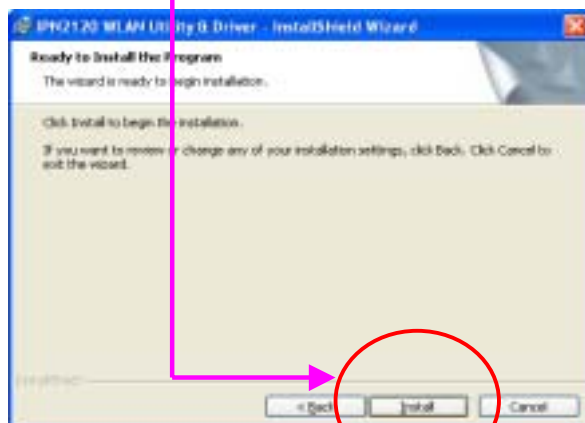 IPN2120 WLAN Utility & Driver - InstallShield Wizard
Ready to Install the Program
The wizard is ready to begin installation.
Click Install to begin the installation.
If you want to review or change any of your installation settings, click Back. Click Cancel to
exit the wizard.
InstallShield
< Back
Install
Cancel